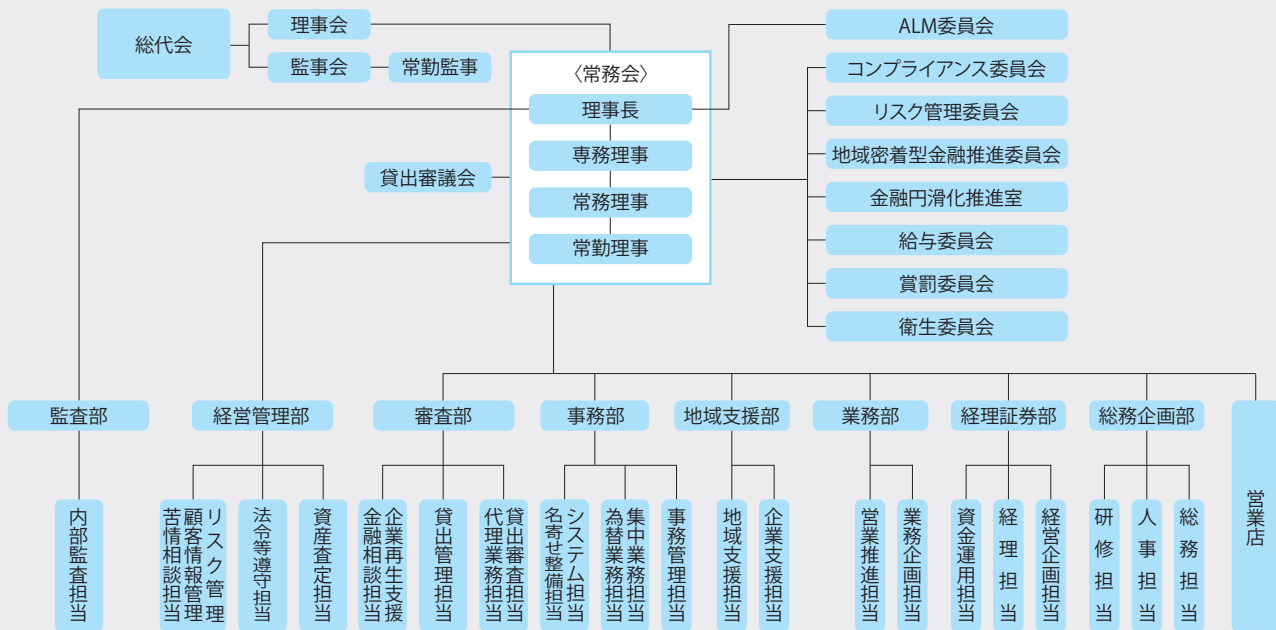 総代会
理事会
監事会
常勤監事
〈常務会〉
理事長
専務理事
常務理事
常勤理事
貸出審議会
ALM委員会
コンプライアンス委員会
リスク管理委員会
地域密着型金融推進委員会
金融円滑化推進室
給与委員会
賞罰委員会
衛生委員会
監査部
経営管理部
審査部
事務部
地域支援部
業務部
経理証券部
総務企画部
営業店
内部監査担当
リスク管理
顧客情報管理
苦情相談担当
法令等遵守担当
資産査定担当
企業再生支援
金融相談担当
貸出管理担当
貸出審査担当
代理業務担当
システム担当
名寄せ整備担当
集中業務担当
為替業務担当
事務管理担当
地域支援担当
企業支援担当
営業推進担当
業務企画担当
資金運用担当
経理担当
経営企画担当
研修担当
人事担当
総務担当